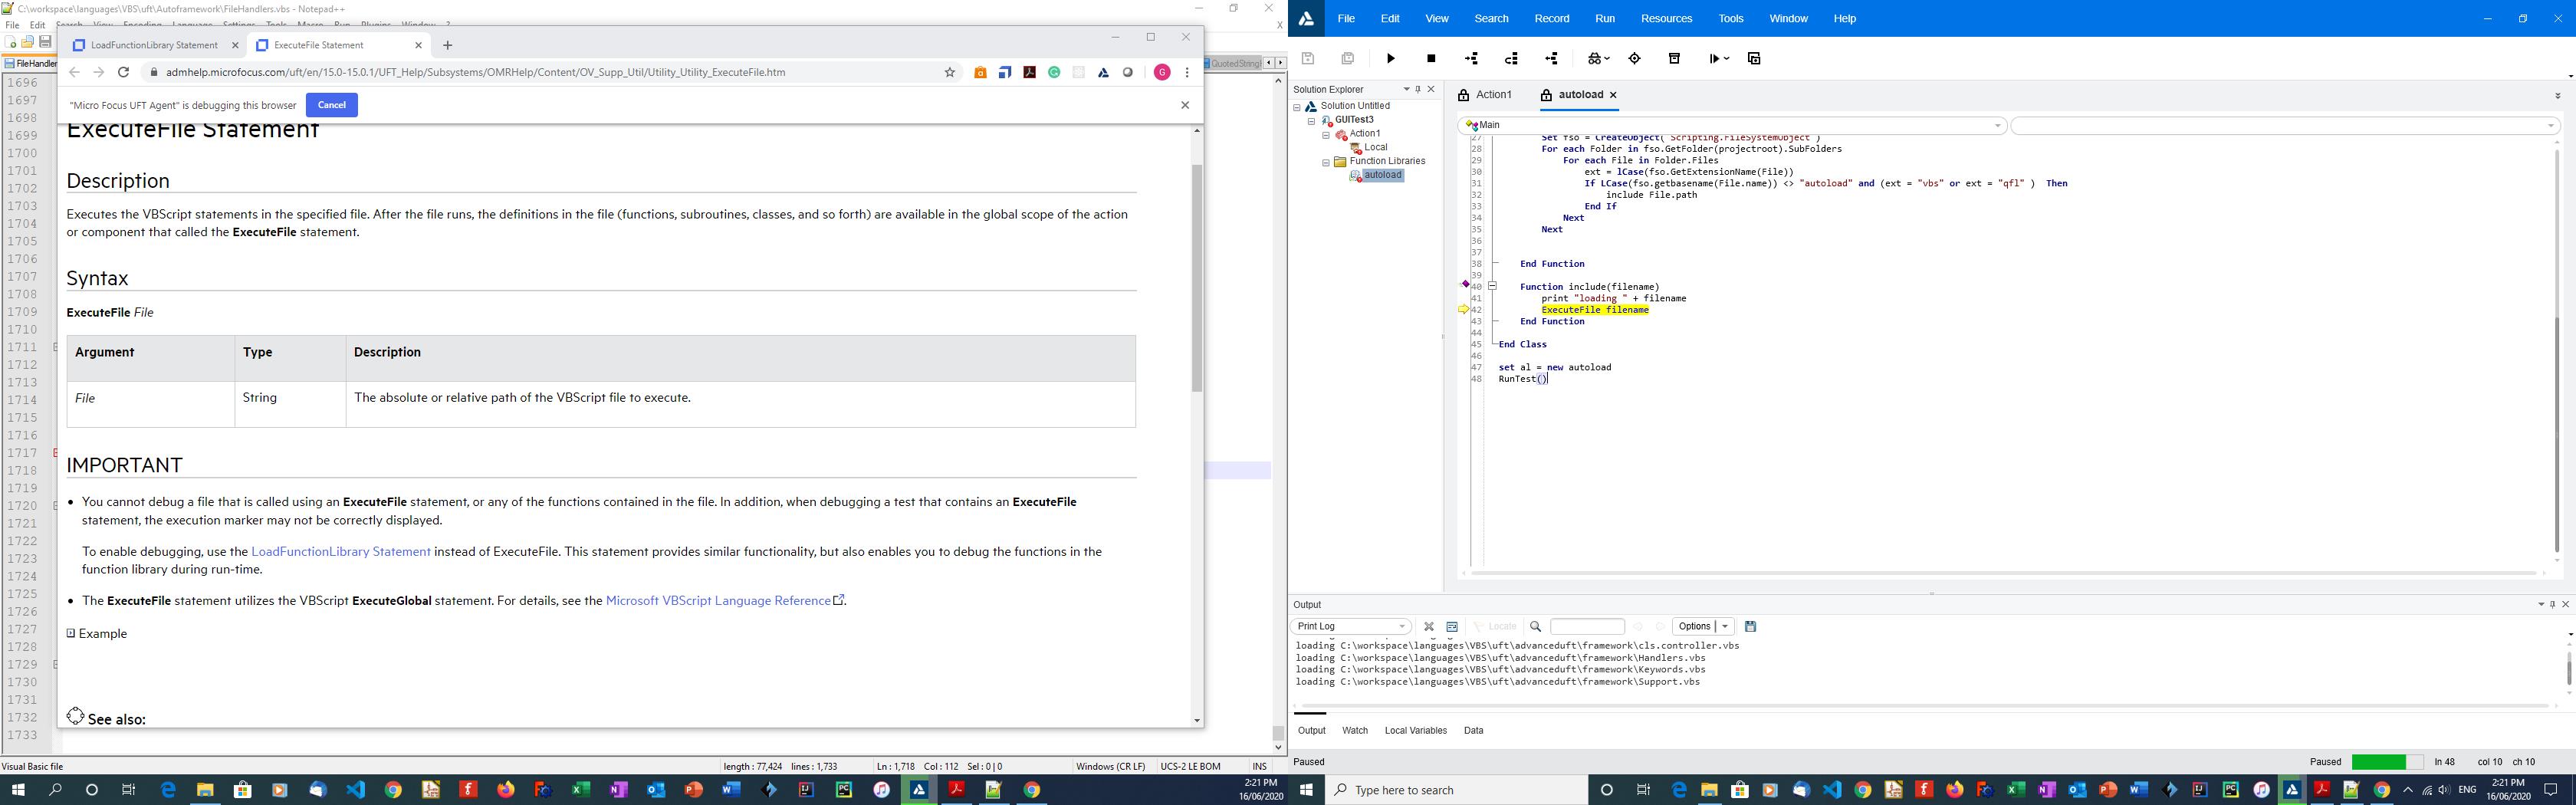 C:\workspace\languages\VBS\uft\Autoframework\FileHandlers.vbs - Notepad++
File Edit Search View Encoding Language Settings Tools Macro Run Plugins Window ?
FileHandler
QuotedString
LoadFunctionLibrary Statement
ExecuteFile Statement
admhelp.microfocus.com/uft/en/15.0-15.0.1/UFT_Help/Subsystems/OMRHelp/Content/OV_Supp_Util/Utility_Utility_ExecuteFile.htm
G
"Micro Focus UFT Agent" is debugging this browser
Cancel
ExecuteFile Statement
Description
Executes the VBScript statements in the specified file. After the file runs, the definitions in the file (functions, subroutines, classes, and so forth) are available in the global scope of the action
or component that called the ExecuteFile statement.
Syntax
ExecuteFile File
Argument Type Description
File String The absolute or relative path of the VBScript file to execute.
IMPORTANT
• You cannot debug a file that is called using an ExecuteFile statement, or any of the functions contained in the file. In addition, when debugging a test that contains an ExecuteFile
statement, the execution marker may not be correctly displayed.
To enable debugging, use the LoadFunctionLibrary Statement instead of ExecuteFile. This statement provides similar functionality, but also enables you to debug the functions in the
function library during run-time.
• The ExecuteFile statement utilizes the VBScript ExecuteGlobal statement. For details, see the Microsoft VBScript Language Reference.
Example
See also:
1696
1697
1698
1699
1700
1701
1702
1703
1704
1705
1706
1707
1708
1709
1710
1711
1712
1713
1714
1715
1716
1717
1718
1719
1720
1721
1722
1723
1724
1725
1726
1727
1728
1729
1730
1731
1732
1733
Visual Basic file length : 77,424 lines : 1,733 Ln : 1,718 Col : 112 Sel : 0 | 0 Windows (CR LF) UCS-2 LE BOM INS
2:21 PM
16/06/2020
File Edit View Search Record Run Resources Tools Window Help
Solution Explorer
Solution Untitled
GUITest3
Action1
Local
Function Libraries
autoload
Action1
autoload
Main
27 Set fso = CreateObject("Scripting.FileSystemObject")
28 For each Folder in fso.GetFolder(projectroot).SubFolders
29 For each File in Folder.Files
30 ext = lCase(fso.GetExtensionName(File))
31 If LCase(fso.getbasename(File.name)) <> "autoload" and (ext = "vbs" or ext = "qfl" ) Then
32 include File.path
33 End If
34 Next
35 Next
36
37
38 End Function
39
40 Function include(filename)
41 print "loading " + filename
42 ExecuteFile filename
43 End Function
44
45 End Class
46
47 set al = new autoload
48 RunTest()
Output
Print Log
Locate
Options
loading C:\workspace\languages\VBS\uft\advanceduft\framework\cls.controller.vbs
loading C:\workspace\languages\VBS\uft\advanceduft\framework\Handlers.vbs
loading C:\workspace\languages\VBS\uft\advanceduft\framework\Keywords.vbs
loading C:\workspace\languages\VBS\uft\advanceduft\framework\Support.vbs
Output Watch Local Variables Data
Paused
Paused ln 48 col 10 ch 10
Type here to search
ENG
2:21 PM
16/06/2020